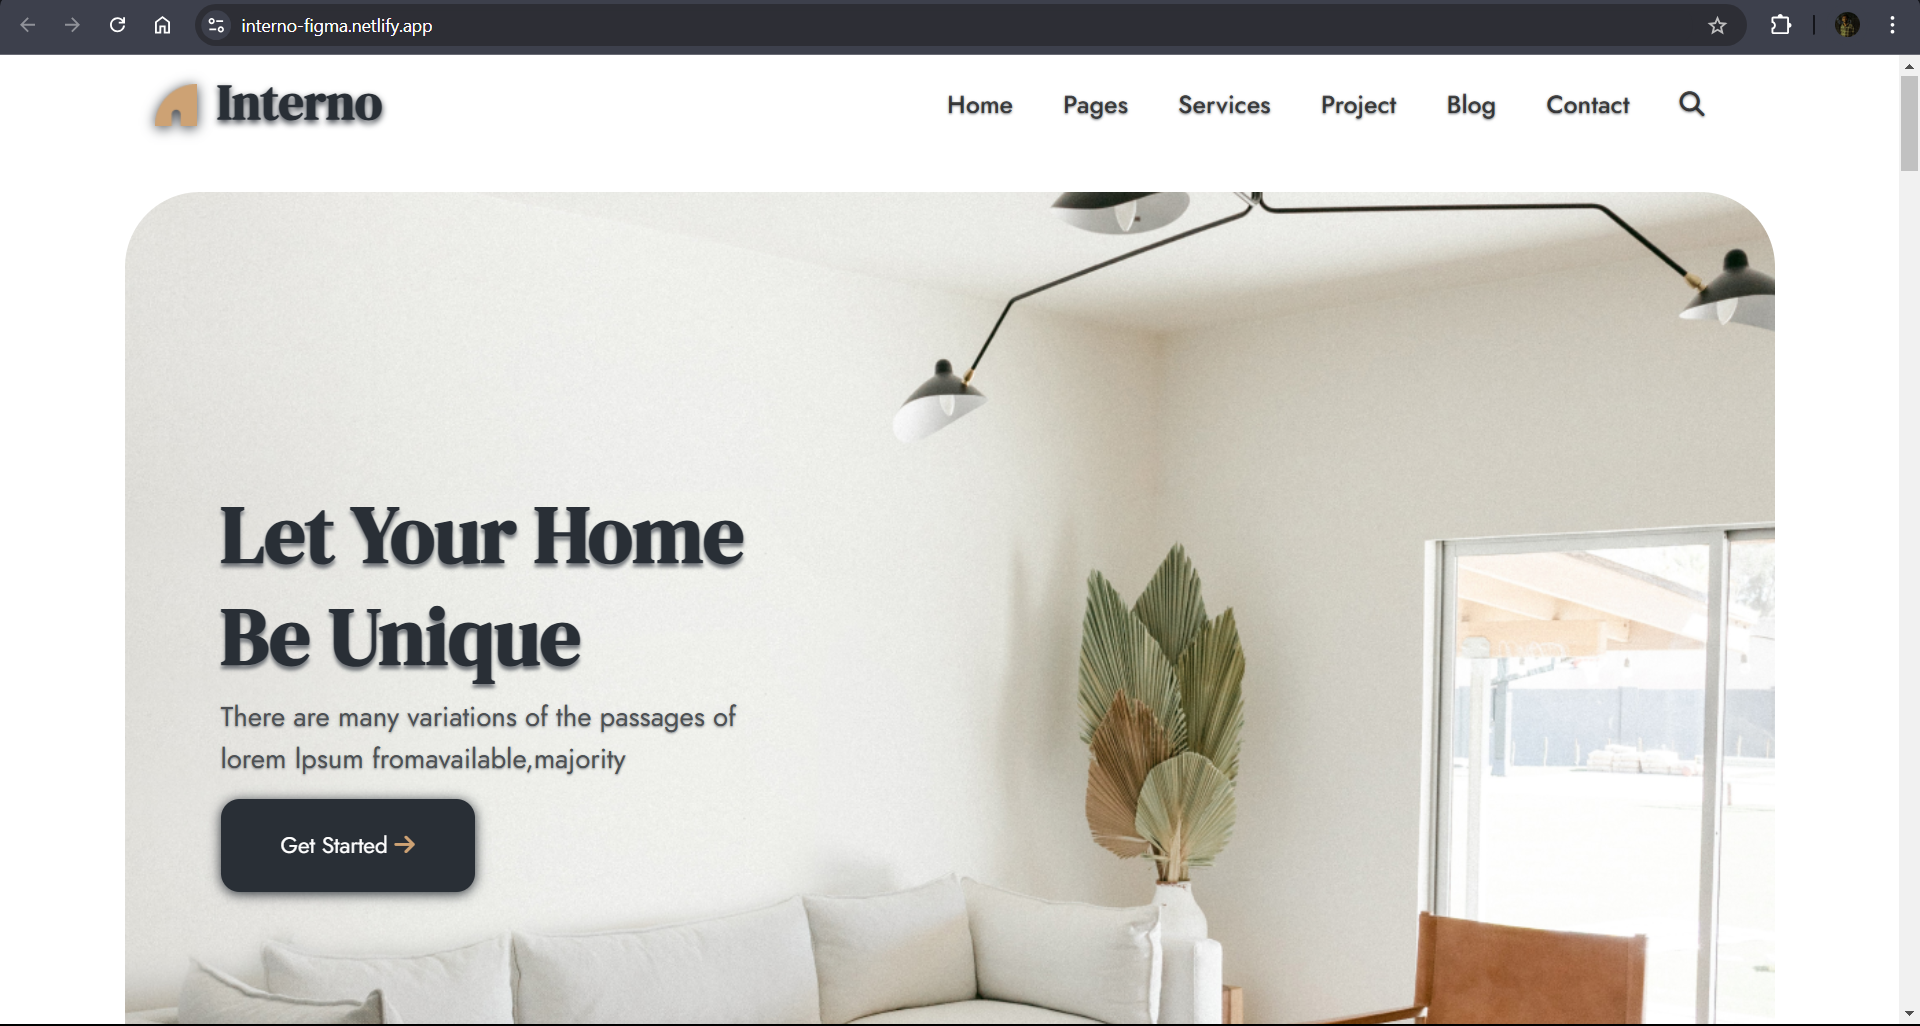 interno-figma.netlify.app
Interno
Home Pages Services Project Blog Contact
Let Your Home
Be Unique
There are many variations of the passages of
lorem lpsum fromavailable,majority
Get Started →